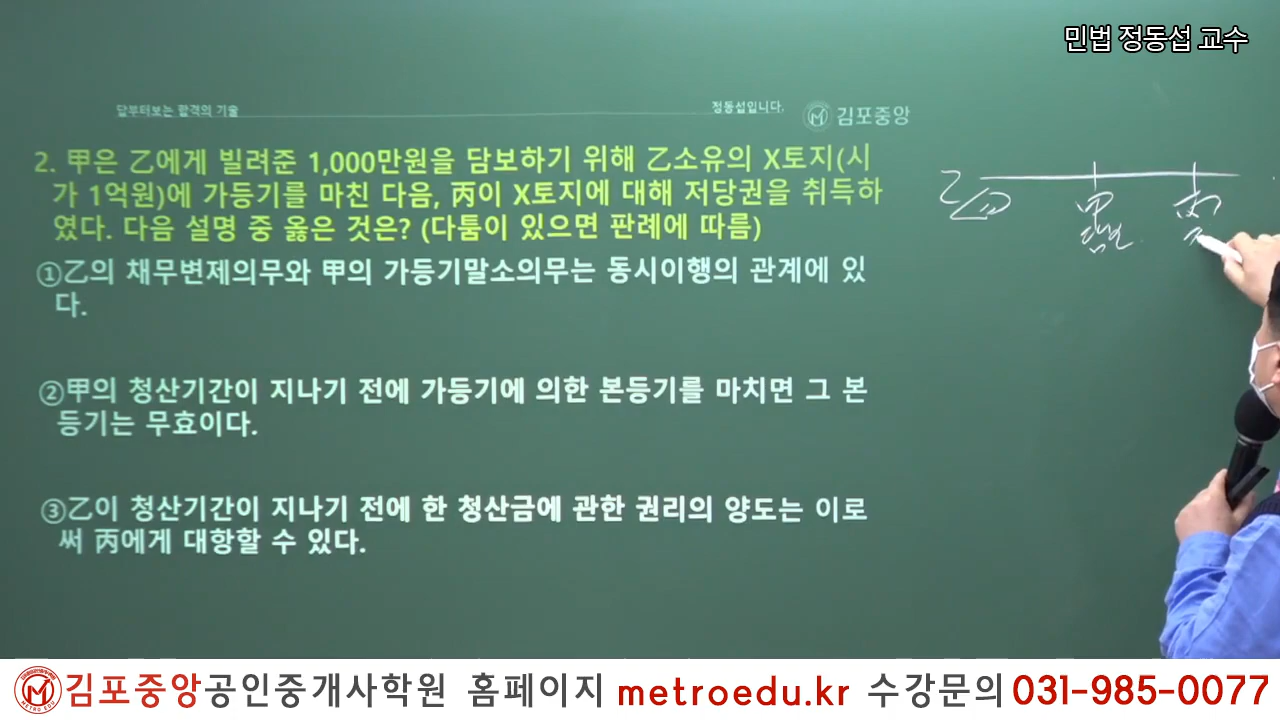 민법 정동섭 교수
답부터보는 합격의 기술
정동섭입니다.
김포중앙
2. 甲은 乙에게 빌려준 1,000만원을 담보하기 위해 乙소유의 X토지(시
가 1억원)에 가등기를 마친 다음, 丙이 X토지에 대해 저당권을 취득하
였다. 다음 설명 중 옳은 것은? (다툼이 있으면 판례에 따름)
①乙의 채무변제의무와 甲의 가등기말소의무는 동시이행의 관계에 있
다.
②甲의 청산기간이 지나기 전에 가등기에 의한 본등기를 마치면 그 본
등기는 무효이다.
③乙이 청산기간이 지나기 전에 한 청산금에 관한 권리의 양도는 이로
써 丙에게 대항할 수 있다.
乙 甲 丙
김포중앙공인중개사학원 홈페이지 metroedu.kr 수강문의 031-985-0077